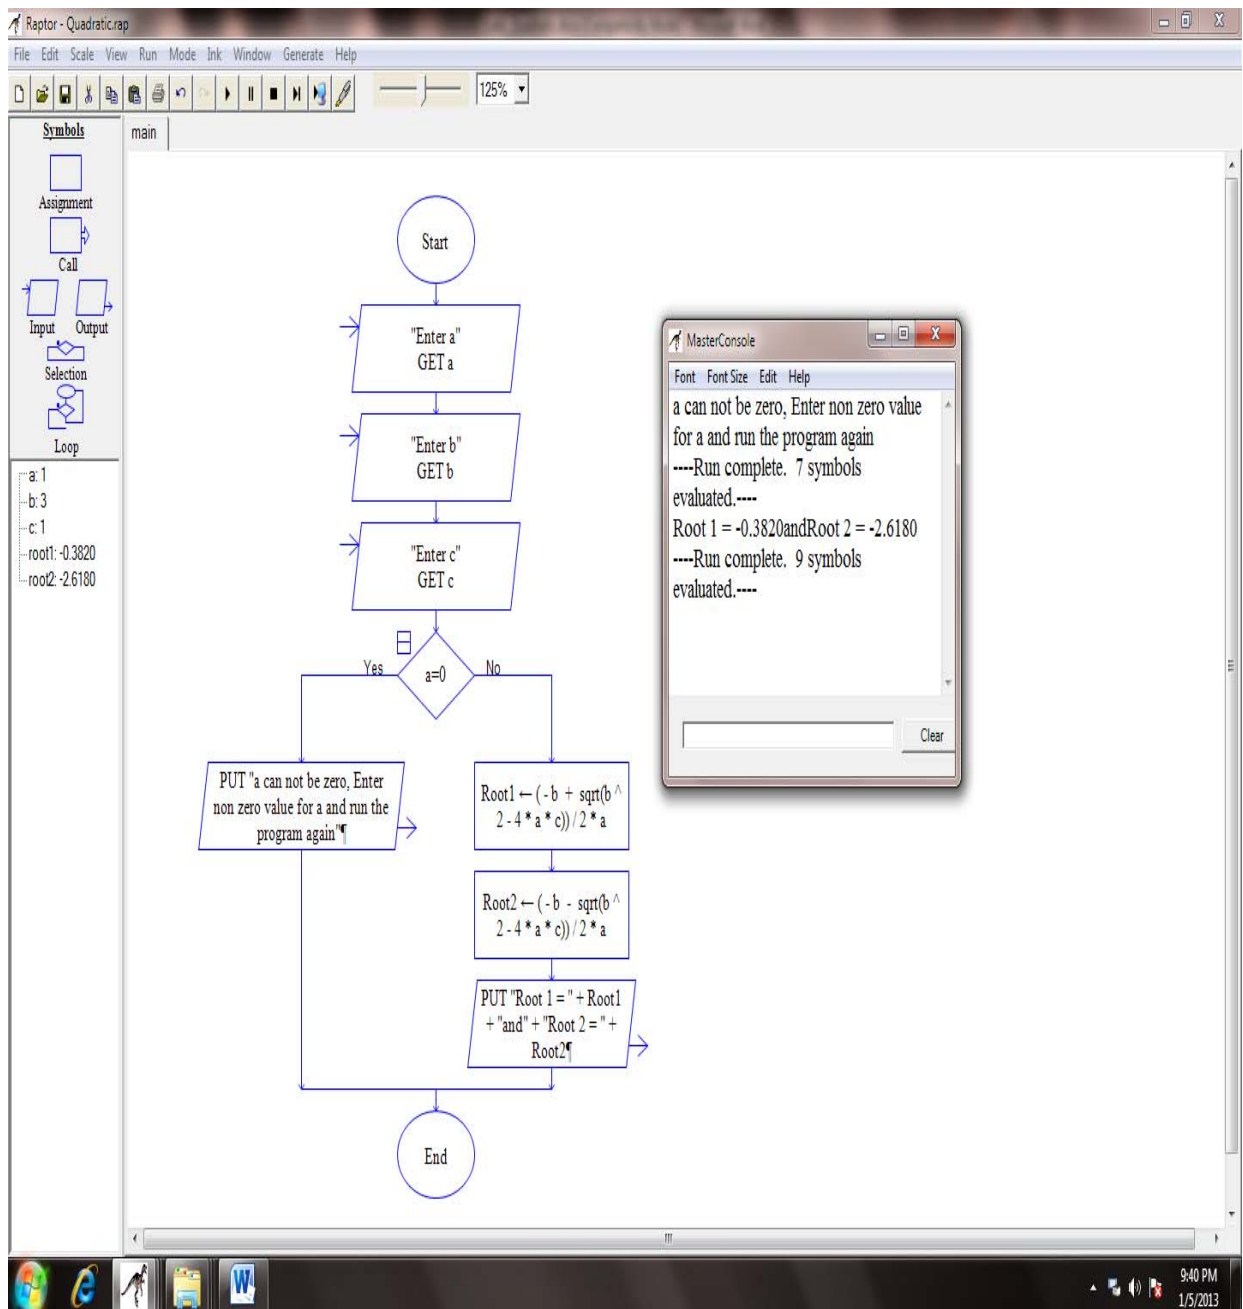 Raptor - Quadratic.rap
File Edit Scale View Run Mode Ink Window Generate Help
125%
Symbols
Assignment
Call
Input Output
Selection
Loop
a: 1
b: 3
c: 1
root1: -0.3820
root2: -2.6180
main
Start
"Enter a"
GET a
"Enter b"
GET b
"Enter c"
GET c
Yes
a=0
No
PUT "a can not be zero, Enter
non zero value for a and run the
program again"¶
Root1 ← ( - b + sqrt(b ^
2 - 4 * a * c)) / 2 * a
Root2 ← ( - b - sqrt(b ^
2 - 4 * a * c)) / 2 * a
PUT "Root 1 = " + Root1
+ "and" + "Root 2 = " +
Root2¶
End
MasterConsole
Font Font Size Edit Help
a can not be zero, Enter non zero value
for a and run the program again
----Run complete. 7 symbols
evaluated.----
Root 1 = -0.3820andRoot 2 = -2.6180
----Run complete. 9 symbols
evaluated.----
Clear
9:40 PM
1/5/2013